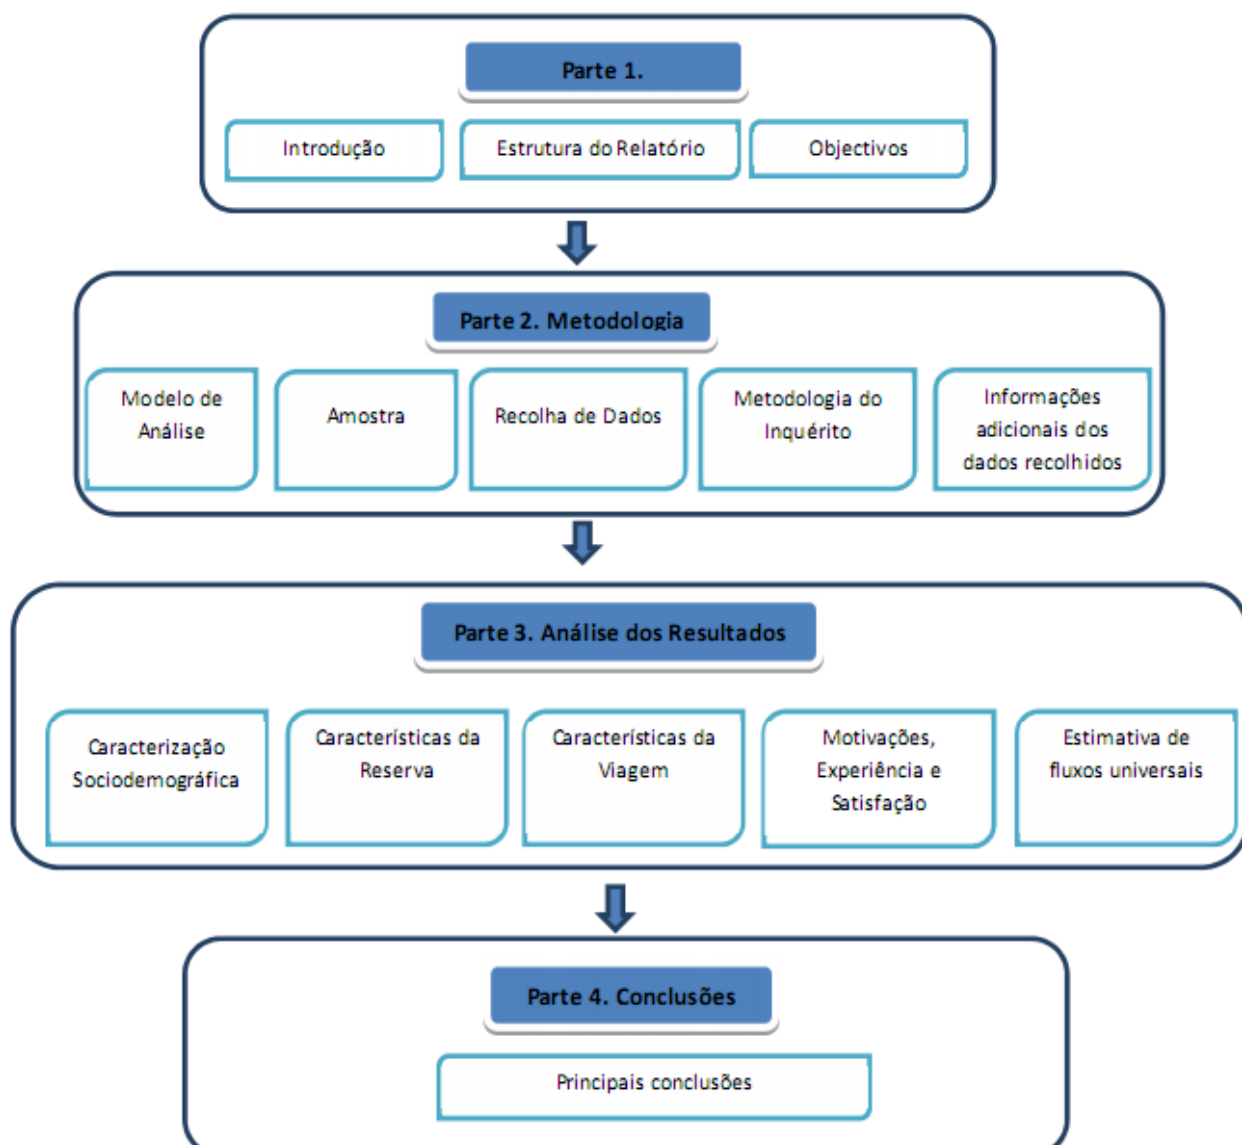 Parte 1.
Introdução
Estrutura do Relatório
Objectivos
Parte 2. Metodologia
Modelo de
Análise
Amostra
Recolha de Dados
Metodologia do
Inquérito
Informações
adicionais dos
dados recolhidos
Parte 3. Análise dos Resultados
Caracterização
Sociodemográfica
Características da
Reserva
Características da
Viagem
Motivações,
Experiência e
Satisfação
Estimativa de
fluxos universais
Parte 4. Conclusões
Principais conclusões